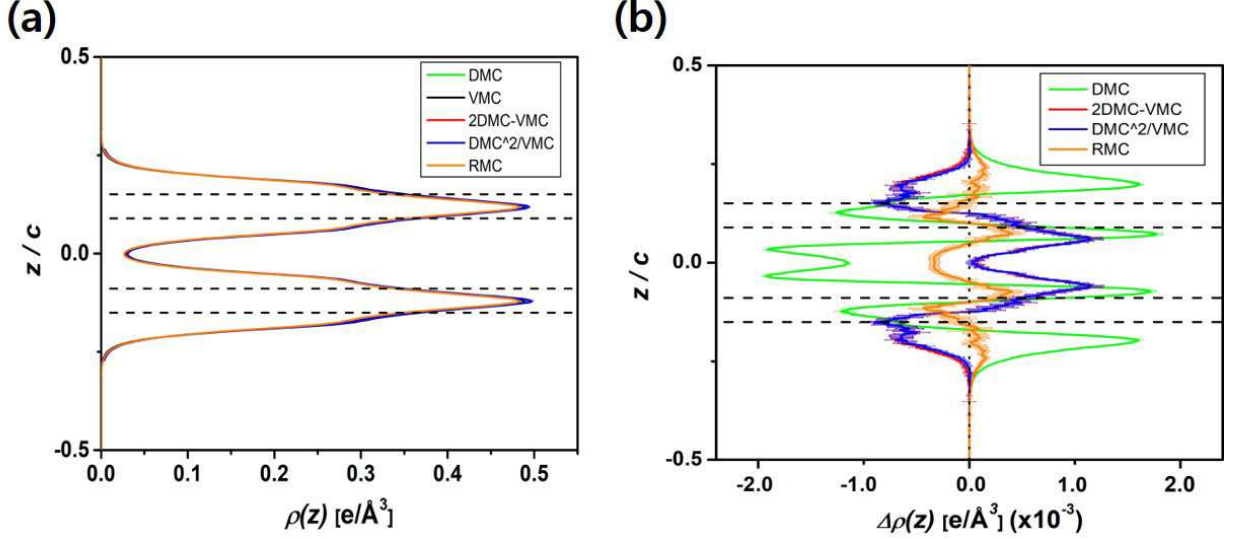 (a)
0.5
DMC
VMC
2DMC-VMC
DMC^2/VMC
RMC
z / c
0.0
-0.5
0.0 0.1 0.2 0.3 0.4 0.5
ρ(z) [e/Å³]
(b)
0.5
DMC
2DMC-VMC
DMC^2/VMC
RMC
z / c
0.0
-0.5
-2.0 -1.0 0.0 1.0 2.0
Δρ(z) [e/Å³] (x10⁻³)